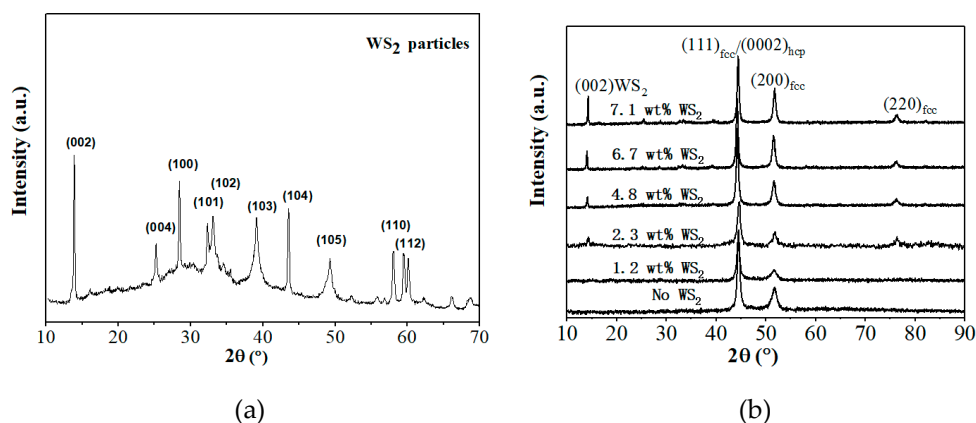 (a)
WS2 particles
Intensity (a.u.)
(002)
(004)
(100)
(101)
(102)
(103)
(104)
(105)
(110)
(112)
10 20 30 40 50 60 70
2θ (°)
(a)
(b)
Intensity (a.u.)
(111)fcc/(0002)hcp
(002)WS2
(200)fcc
(220)fcc
7.1 wt% WS2
6.7 wt% WS2
4.8 wt% WS2
2.3 wt% WS2
1.2 wt% WS2
No WS2
10 20 30 40 50 60 70 80 90
2θ (°)
(b)